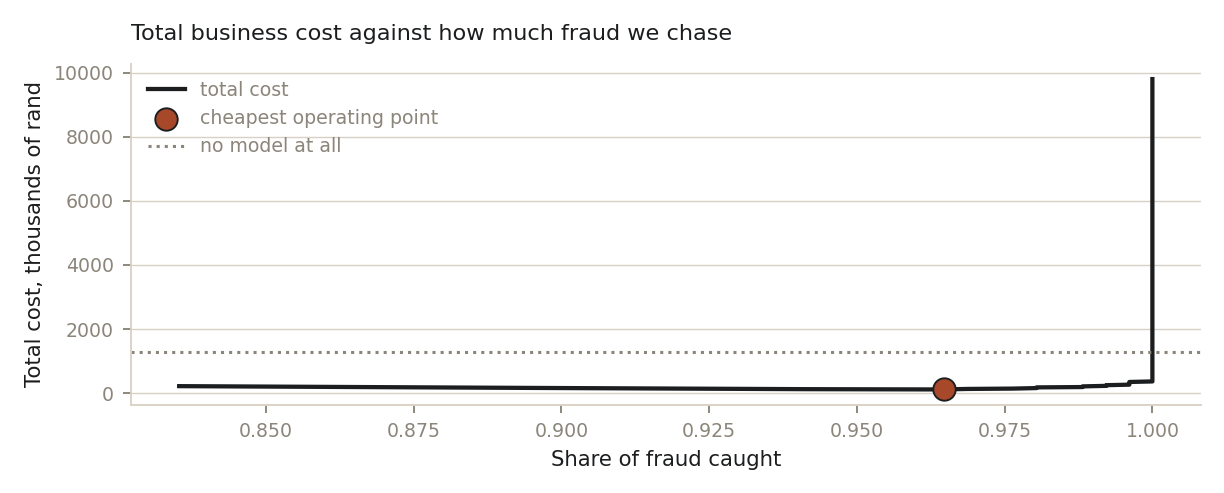 Total business cost against how much fraud we chase
Total cost, thousands of rand
10000
8000
6000
4000
2000
0
total cost
cheapest operating point
no model at all
0.850 0.875 0.900 0.925 0.950 0.975 1.000
Share of fraud caught